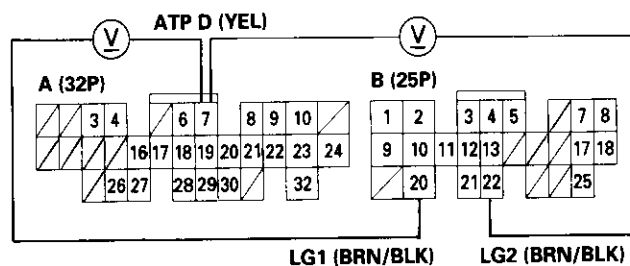 ATP D (YEL)
V V
A (32P) B (25P)
3 4 6 7 8 9 10 1 2 3 4 5 7 8
16 17 18 19 20 21 22 23 24 9 10 11 12 13 17 18
26 27 28 29 30 32 20 21 22 25
LG1 (BRN/BLK) LG2 (BRN/BLK)